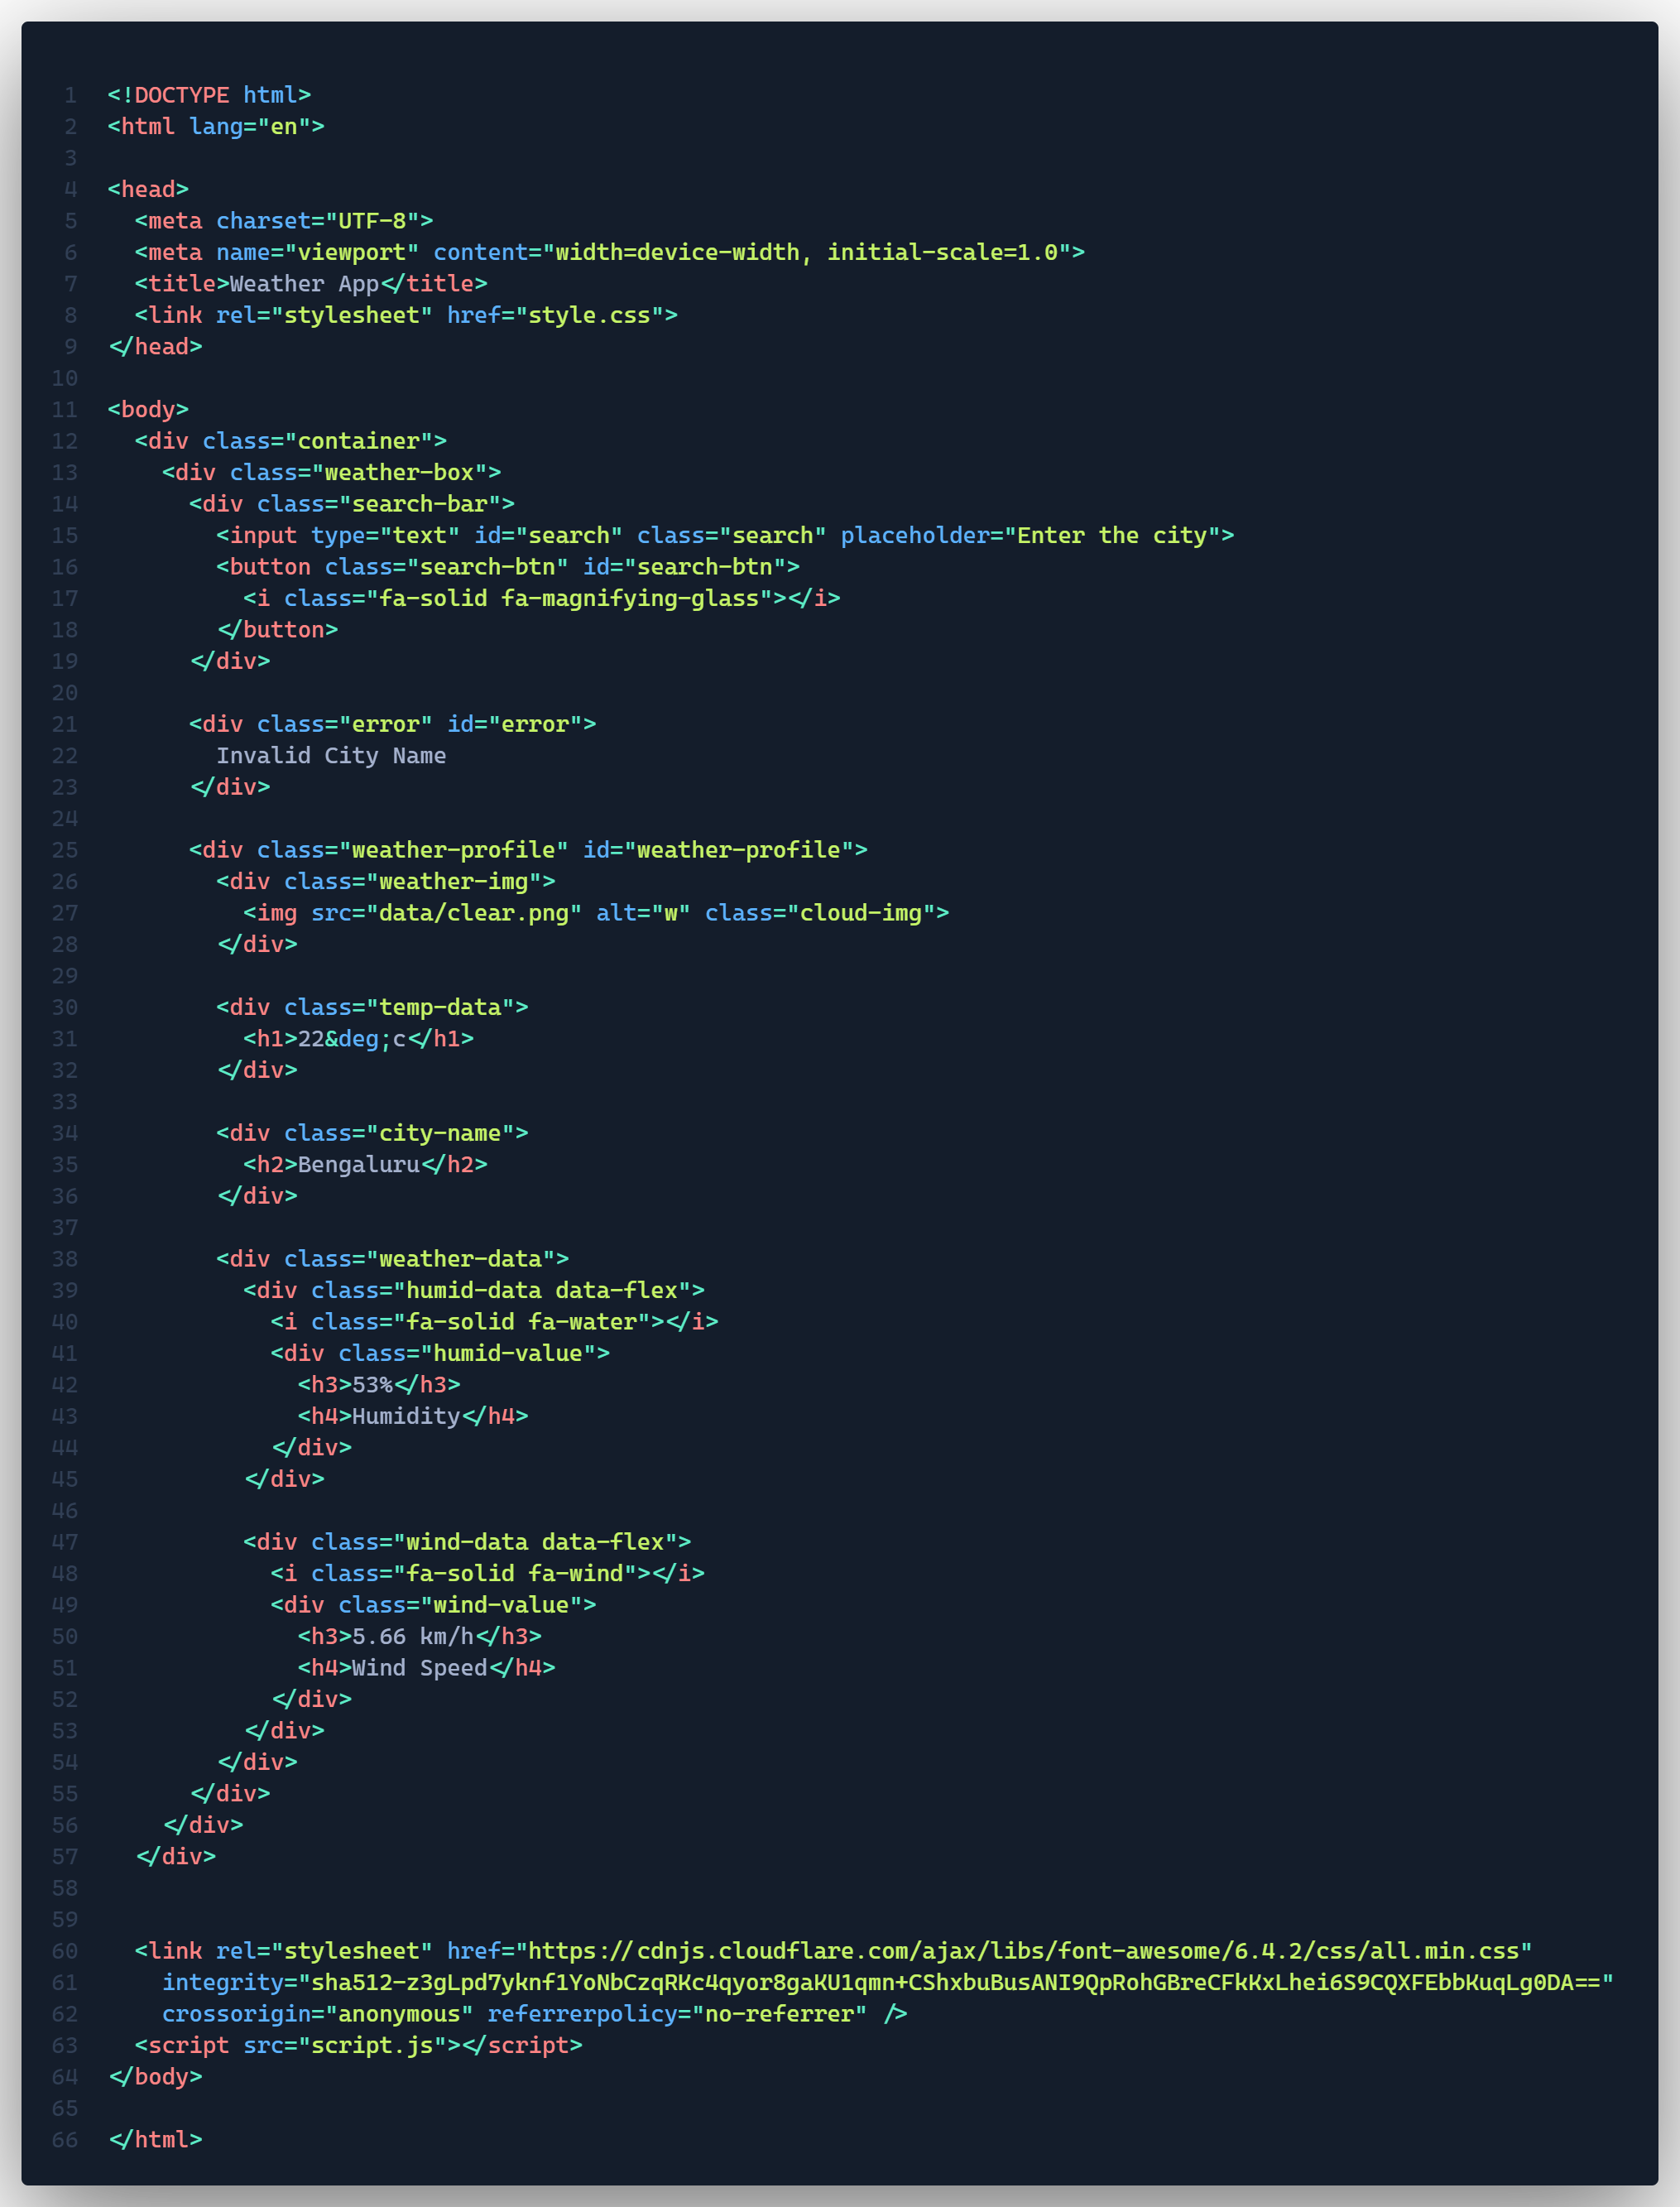 1 <!DOCTYPE html>
2 <html lang="en">
3
4 <head>
5   <meta charset="UTF-8">
6   <meta name="viewport" content="width=device-width, initial-scale=1.0">
7   <title>Weather App</title>
8   <link rel="stylesheet" href="style.css">
9 </head>
10
11 <body>
12   <div class="container">
13     <div class="weather-box">
14       <div class="search-bar">
15         <input type="text" id="search" class="search" placeholder="Enter the city">
16         <button class="search-btn" id="search-btn">
17           <i class="fa-solid fa-magnifying-glass"></i>
18         </button>
19       </div>
20
21       <div class="error" id="error">
22         Invalid City Name
23       </div>
24
25       <div class="weather-profile" id="weather-profile">
26         <div class="weather-img">
27           <img src="data/clear.png" alt="w" class="cloud-img">
28         </div>
29
30         <div class="temp-data">
31           <h1>22&deg;c</h1>
32         </div>
33
34         <div class="city-name">
35           <h2>Bengaluru</h2>
36         </div>
37
38         <div class="weather-data">
39           <div class="humid-data data-flex">
40             <i class="fa-solid fa-water"></i>
41             <div class="humid-value">
42               <h3>53%</h3>
43               <h4>Humidity</h4>
44             </div>
45           </div>
46
47           <div class="wind-data data-flex">
48             <i class="fa-solid fa-wind"></i>
49             <div class="wind-value">
50               <h3>5.66 km/h</h3>
51               <h4>Wind Speed</h4>
52             </div>
53           </div>
54         </div>
55       </div>
56     </div>
57   </div>
58
59
60   <link rel="stylesheet" href="https://cdnjs.cloudflare.com/ajax/libs/font-awesome/6.4.2/css/all.min.css"
61     integrity="sha512-z3gLpd7yknf1YoNbCzqRKc4qyor8gaKU1qmn+CShxbuBusANI9QpRohGBreCFkKxLhei6S9CQXFEbbKuqLg0DA=="
62     crossorigin="anonymous" referrerpolicy="no-referrer" />
63   <script src="script.js"></script>
64 </body>
65
66 </html>